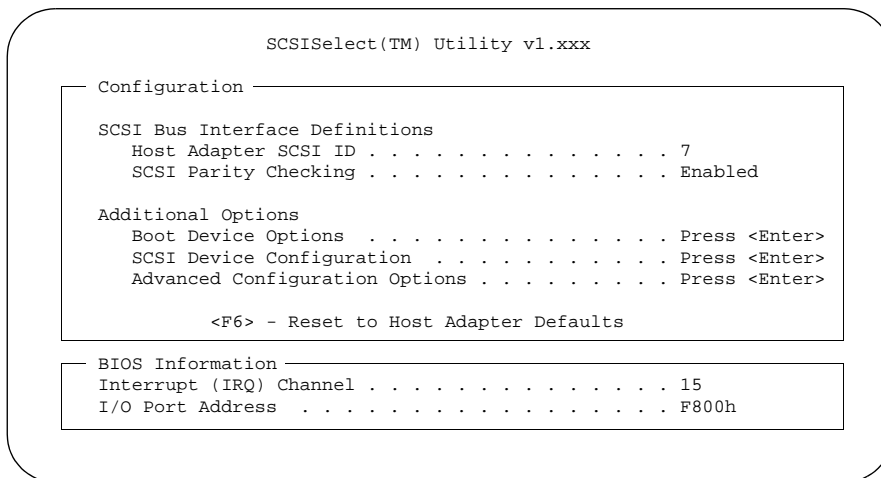 SCSISelect(TM) Utility v1.xxx
Configuration
SCSI Bus Interface Definitions
Host Adapter SCSI ID . . . . . . . . . . . . . . 7
SCSI Parity Checking . . . . . . . . . . . . . . Enabled
Additional Options
Boot Device Options . . . . . . . . . . . . . . Press <Enter>
SCSI Device Configuration . . . . . . . . . . . Press <Enter>
Advanced Configuration Options . . . . . . . . . Press <Enter>
<F6> - Reset to Host Adapter Defaults
BIOS Information
Interrupt (IRQ) Channel . . . . . . . . . . . . . . 15
I/O Port Address . . . . . . . . . . . . . . . . . F800h